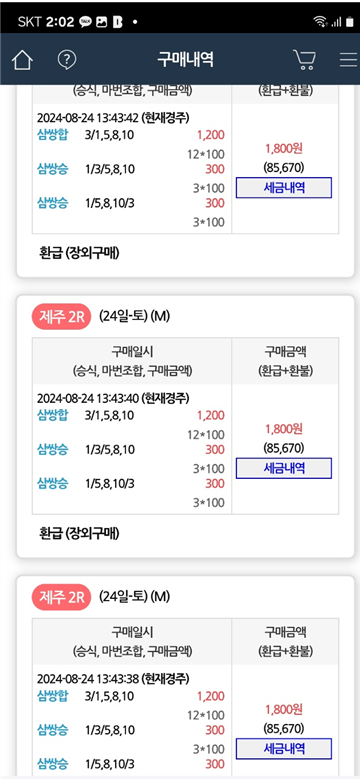 SKT 2:02
구매내역
(승식, 마번조합, 구매금액) (환급+환불)
2024-08-24 13:43:42 (현재경주)
삼쌍합 3/1,5,8,10 1,200
12*100
1,800원
삼쌍승 1/3/5,8,10 300
(85,670)
3*100
세금내역
삼쌍승 1/5,8,10/3 300
3*100
환급 (장외구매)
제주 2R (24일-토) (M)
구매일시 구매금액
(승식, 마번조합, 구매금액) (환급+환불)
2024-08-24 13:43:40 (현재경주)
삼쌍합 3/1,5,8,10 1,200
12*100
1,800원
삼쌍승 1/3/5,8,10 300
(85,670)
3*100
세금내역
삼쌍승 1/5,8,10/3 300
3*100
환급 (장외구매)
제주 2R (24일-토) (M)
구매일시 구매금액
(승식, 마번조합, 구매금액) (환급+환불)
2024-08-24 13:43:38 (현재경주)
삼쌍합 3/1,5,8,10 1,200
12*100
1,800원
삼쌍승 1/3/5,8,10 300
(85,670)
3*100
세금내역
삼쌍승 1/5,8,10/3 300